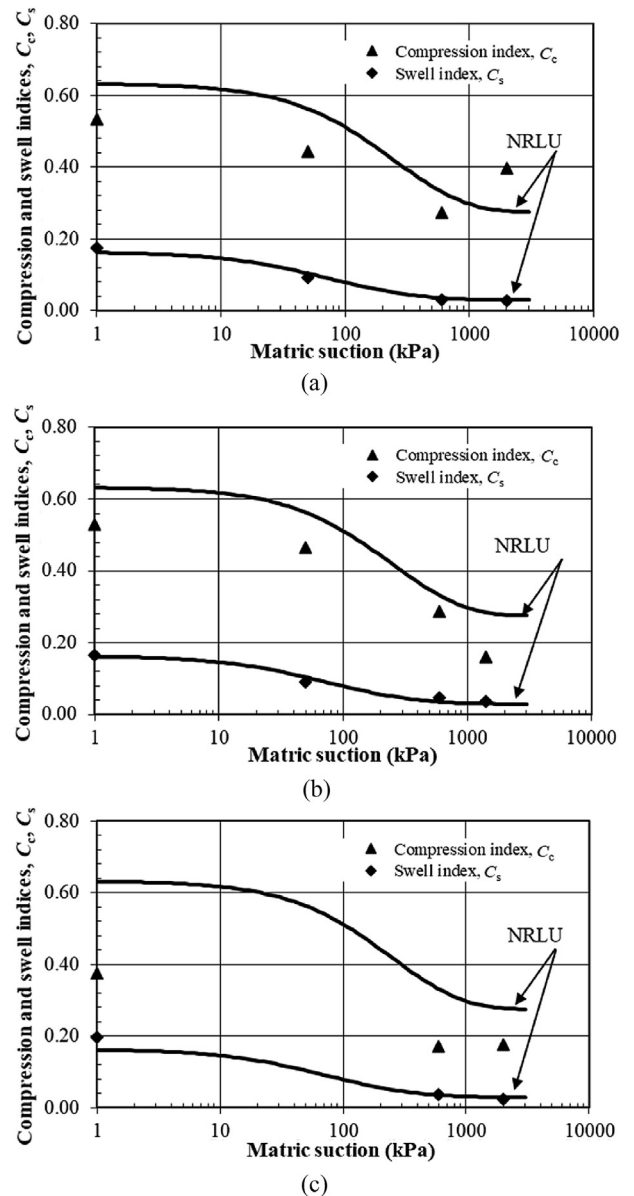 Compression and swell indices, Cc, Cs
0.80
0.60
0.40
0.20
0.00
Compression index, Cc
Swell index, Cs
NRLU
1
10
100
1000
10000
Matric suction (kPa)
(a)
Compression and swell indices, Cc, Cs
0.80
0.60
0.40
0.20
0.00
Compression index, Cc
Swell index, Cs
NRLU
1
10
100
1000
10000
Matric suction (kPa)
(b)
Compression and swell indices, Cc, Cs
0.80
0.60
0.40
0.20
0.00
Compression index, Cc
Swell index, Cs
NRLU
1
10
100
1000
10000
Matric suction (kPa)
(c)